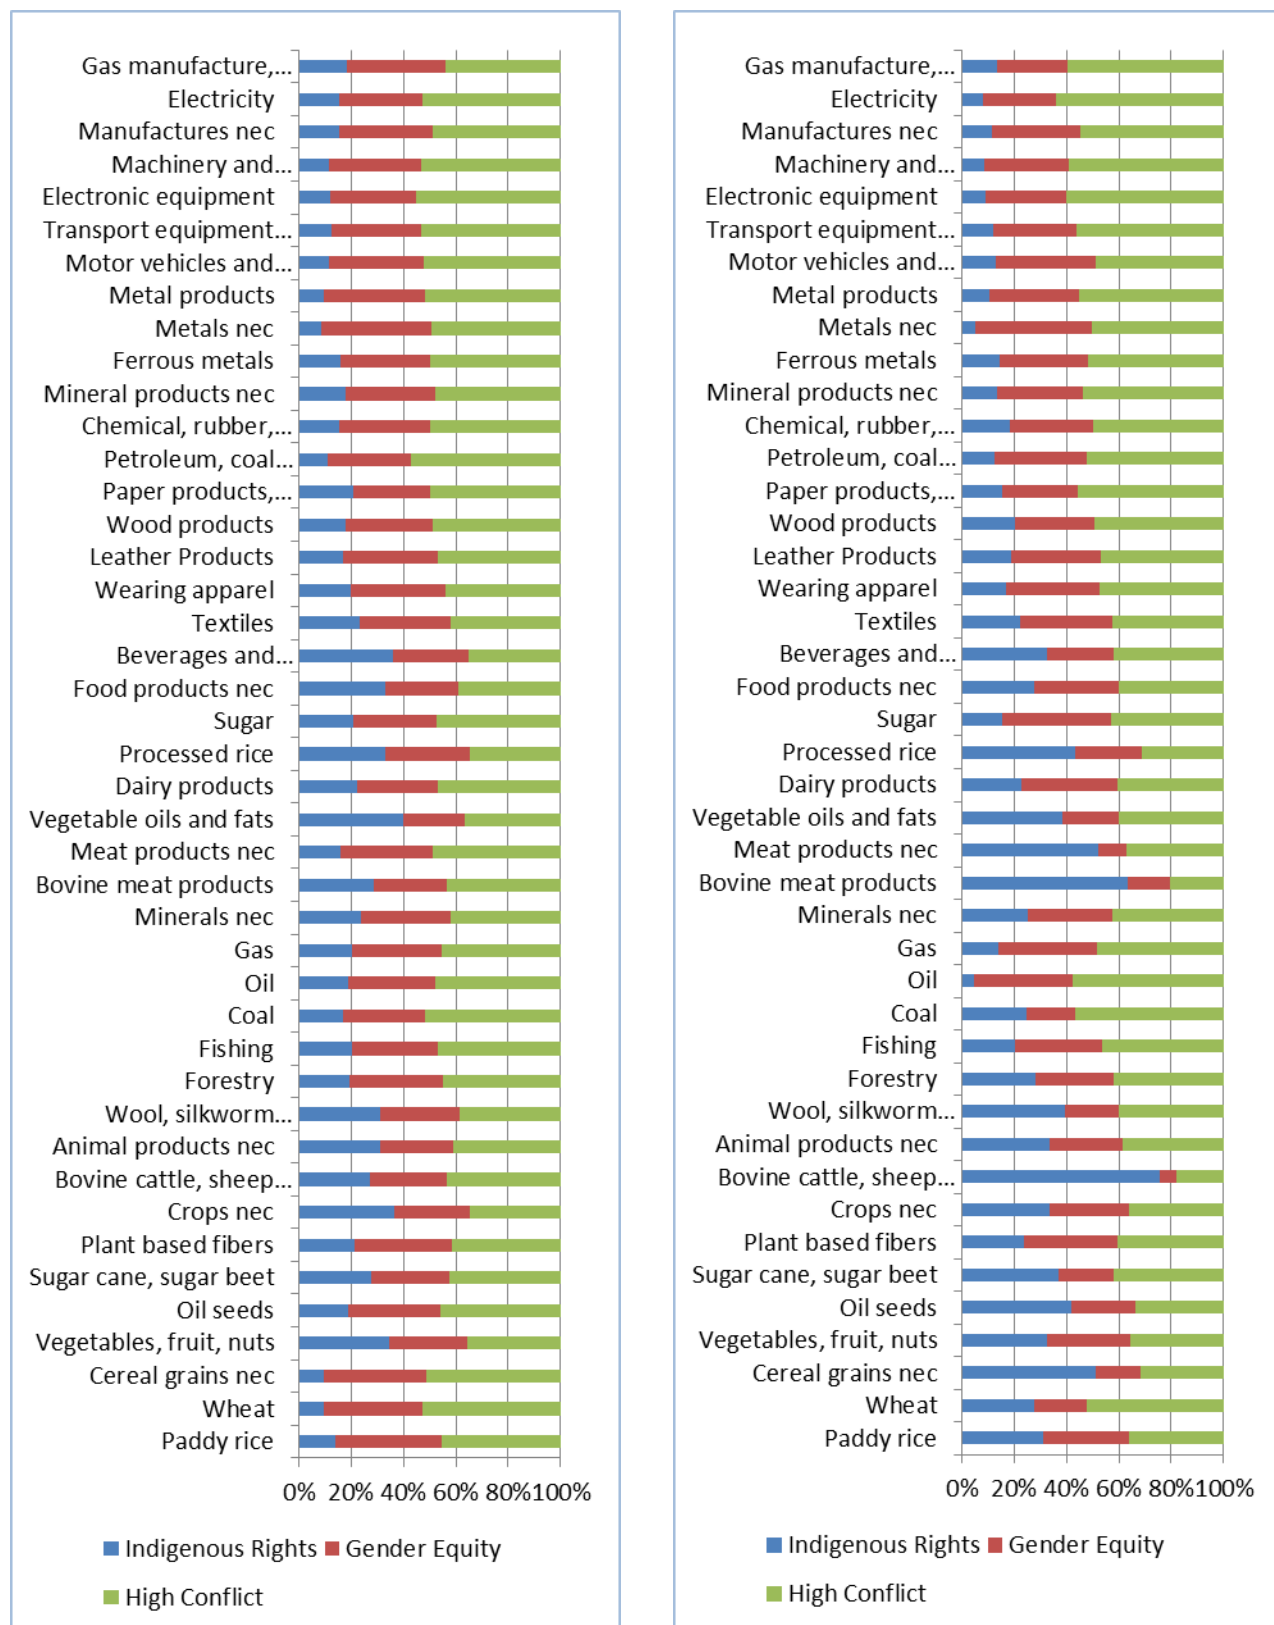 Gas manufacture,...
Electricity
Manufactures nec
Machinery and...
Electronic equipment
Transport equipment...
Motor vehicles and...
Metal products
Metals nec
Ferrous metals
Mineral products nec
Chemical, rubber,...
Petroleum, coal...
Paper products,...
Wood products
Leather Products
Wearing apparel
Textiles
Beverages and...
Food products nec
Sugar
Processed rice
Dairy products
Vegetable oils and fats
Meat products nec
Bovine meat products
Minerals nec
Gas
Oil
Coal
Fishing
Forestry
Wool, silkworm...
Animal products nec
Bovine cattle, sheep...
Crops nec
Plant based fibers
Sugar cane, sugar beet
Oil seeds
Vegetables, fruit, nuts
Cereal grains nec
Wheat
Paddy rice
0% 20% 40% 60% 80%100%
Indigenous Rights Gender Equity
High Conflict
Gas manufacture,...
Electricity
Manufactures nec
Machinery and...
Electronic equipment
Transport equipment...
Motor vehicles and...
Metal products
Metals nec
Ferrous metals
Mineral products nec
Chemical, rubber,...
Petroleum, coal...
Paper products,...
Wood products
Leather Products
Wearing apparel
Textiles
Beverages and...
Food products nec
Sugar
Processed rice
Dairy products
Vegetable oils and fats
Meat products nec
Bovine meat products
Minerals nec
Gas
Oil
Coal
Fishing
Forestry
Wool, silkworm...
Animal products nec
Bovine cattle, sheep...
Crops nec
Plant based fibers
Sugar cane, sugar beet
Oil seeds
Vegetables, fruit, nuts
Cereal grains nec
Wheat
Paddy rice
0% 20% 40% 60% 80%100%
Indigenous Rights Gender Equity
High Conflict